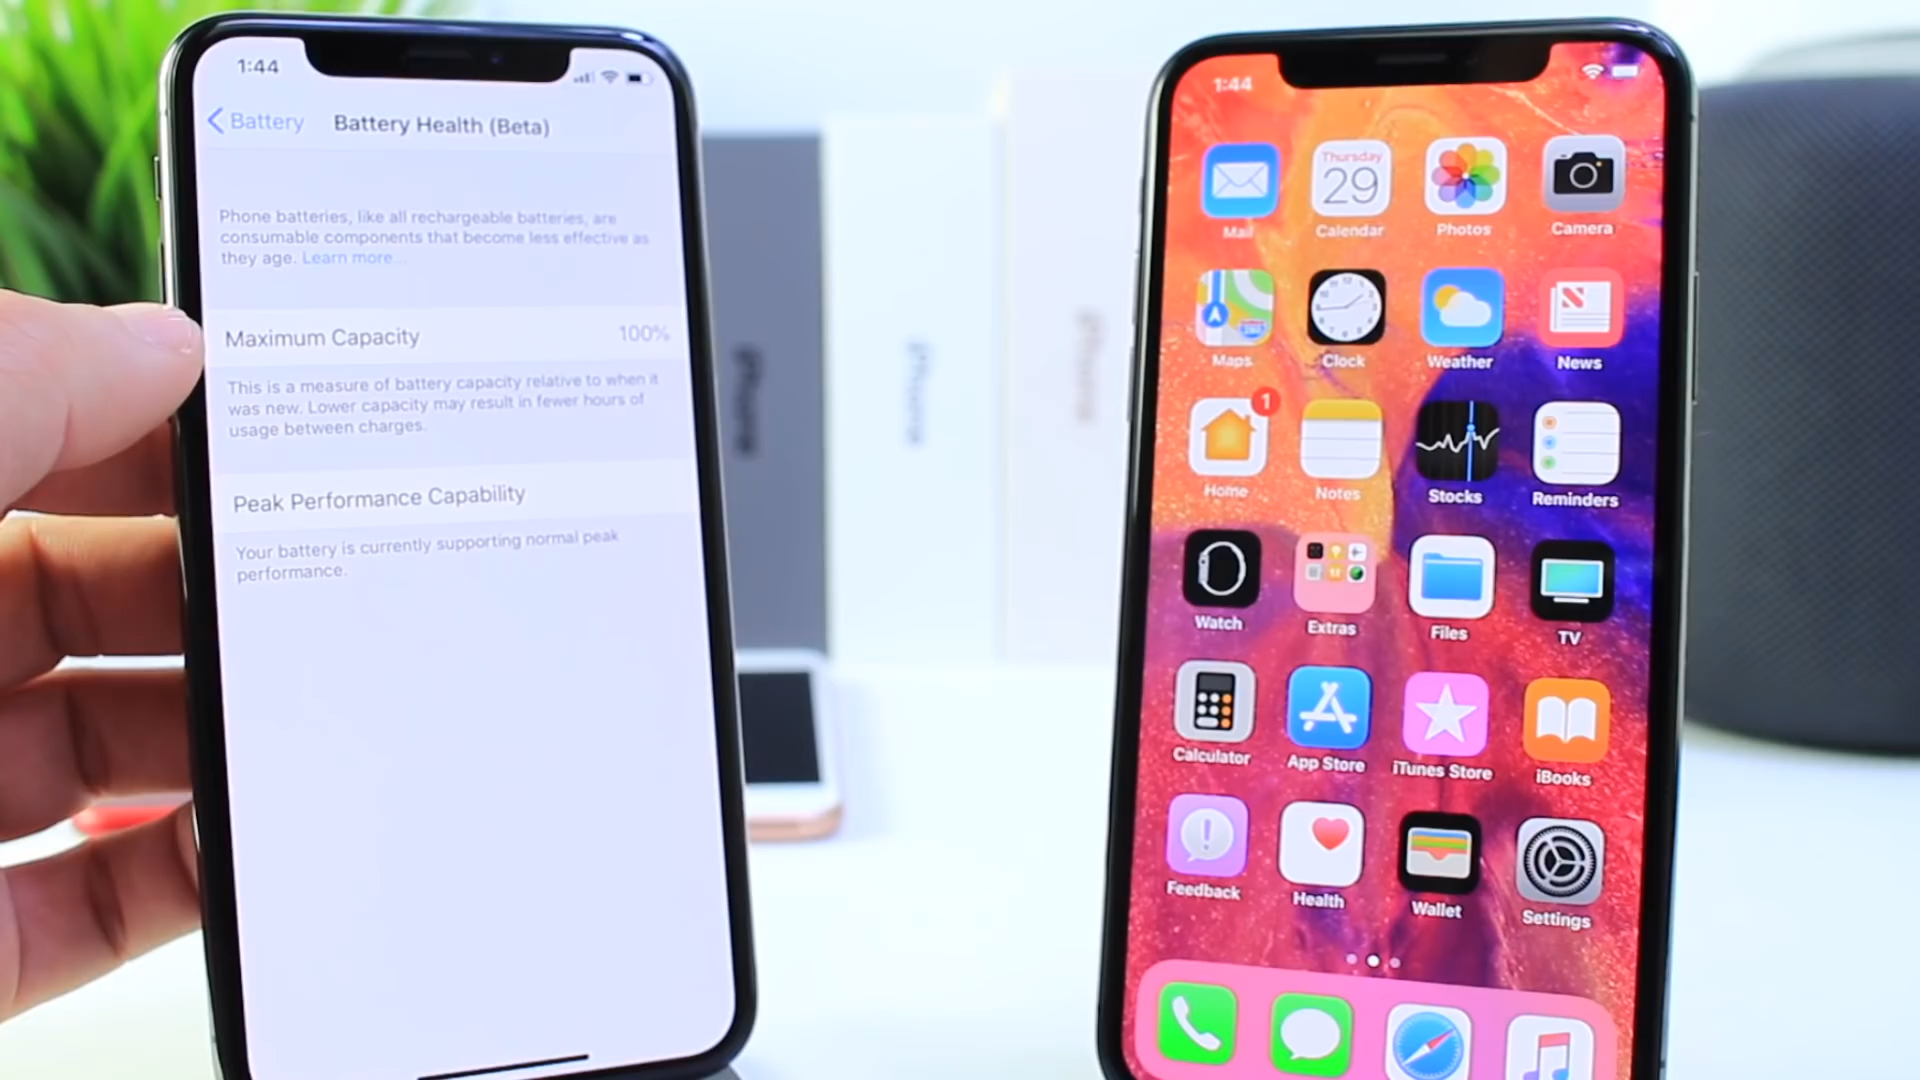 1:44
Battery
Battery Health (Beta)
Phone batteries, like all rechargeable batteries, are
consumable components that become less effective as
they age. Learn more...
Maximum Capacity 100%
This is a measure of battery capacity relative to when it
was new. Lower capacity may result in fewer hours of
usage between charges.
Peak Performance Capability
Your battery is currently supporting normal peak
performance.
iPhone
iPhone
iPhone
1:44
Thursday
29
Mail Calendar Photos Camera
Maps Clock Weather News
1
Home Notes Stocks Reminders
Watch Extras Files TV
Calculator App Store iTunes Store iBooks
Feedback Health Wallet Settings